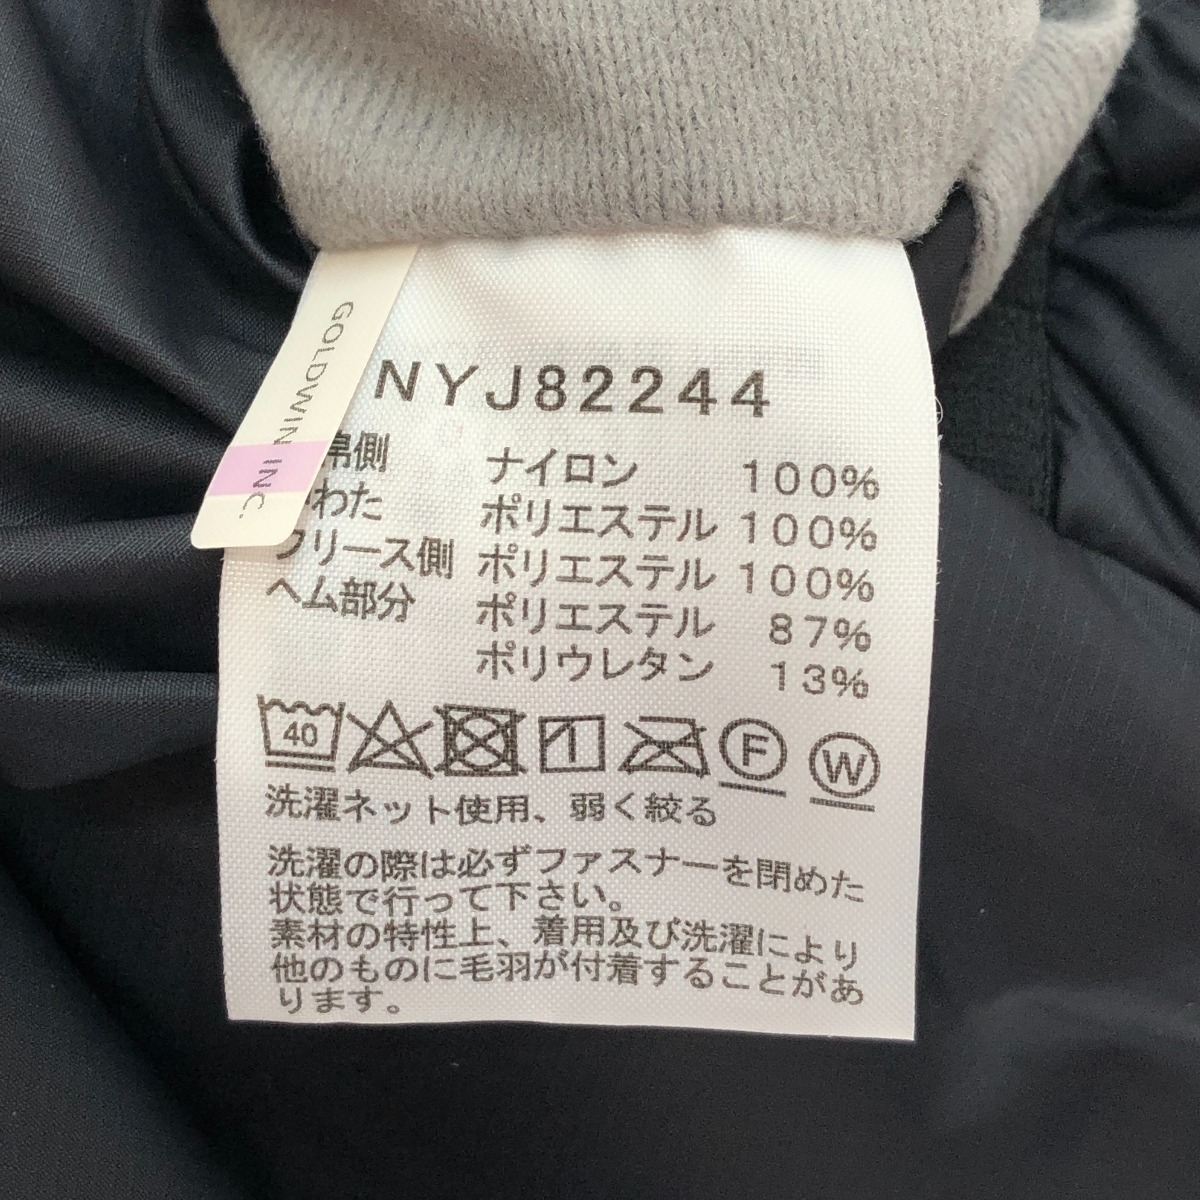 GOLDWIN INC.
NYJ82244
帛側 ナイロン 100%
わた ポリエステル 100%
フリース側 ポリエステル 100%
ヘム部分 ポリエステル 87%
ポリウレタン 13%
40 F W
洗濯ネット使用、弱く絞る
洗濯の際は必ずファスナーを閉めた
状態で行って下さい。
素材の特性上、着用及び洗濯により
他のものに毛羽が付着することがあ
ります。